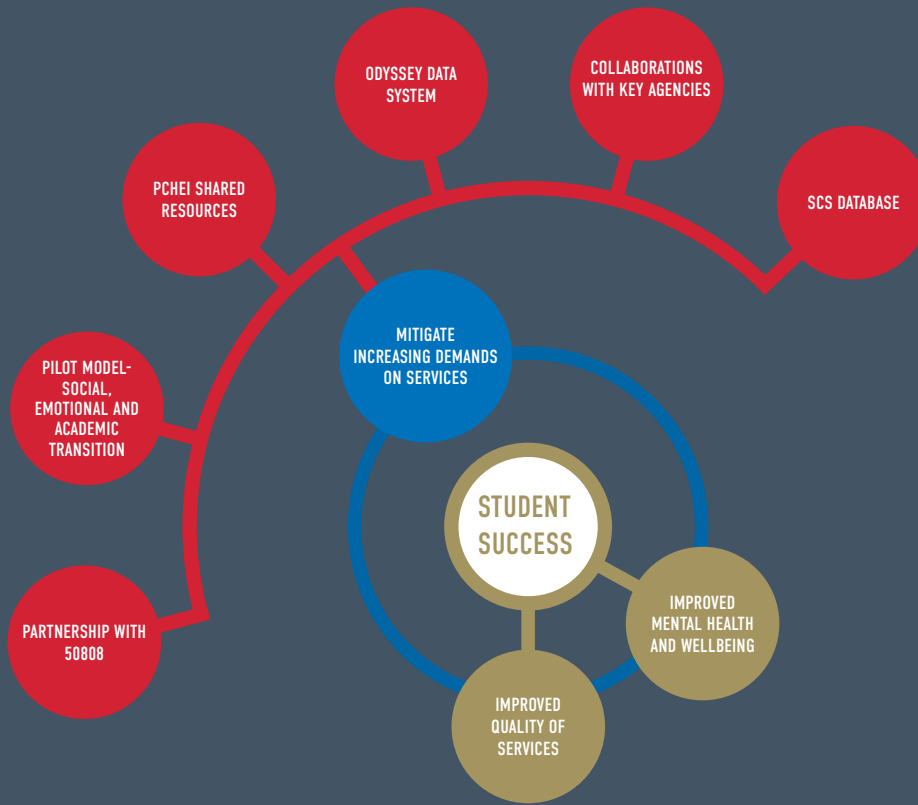 ODYSSEY DATA
SYSTEM
COLLABORATIONS
WITH KEY AGENCIES
PCHEI SHARED
RESOURCES
SCS DATABASE
MITIGATE
INCREASING DEMANDS
ON SERVICES
PILOT MODEL-
SOCIAL,
EMOTIONAL AND
ACADEMIC
TRANSITION
STUDENT
SUCCESS
PARTNERSHIP WITH
50808
IMPROVED
MENTAL HEALTH
AND WELLBEING
IMPROVED
QUALITY OF
SERVICES